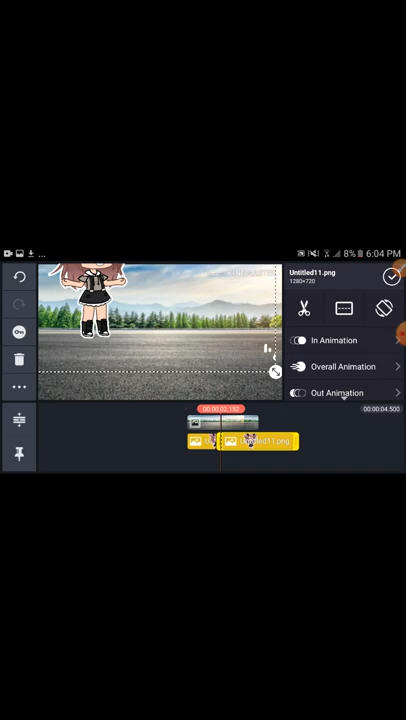 8% 6:04 PM
KINEMASTER
Untitled11.png
1280×720
In Animation
Overall Animation
Out Animation
00:00:02.152
00:00:04.500
Untitled11.png